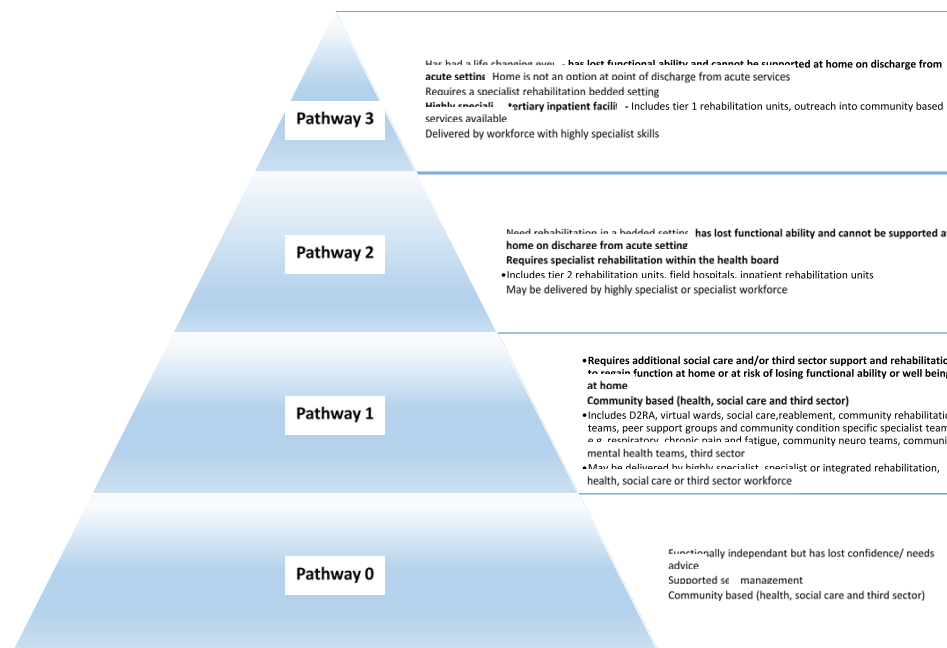 Has had a life changing - has lost functional ability and cannot be supported at home on discharge from
acute setting Home is not an option at point of discharge from acute services
Requires a specialist rehabilitation bedded setting
Highly tertiary inpatient - Includes tier 1 rehabilitation units, outreach into community based
services available
Delivered by workforce with highly specialist skills
Pathway 3
Need rehabilitation in a bedded setting has lost functional ability and cannot be supported
home on discharge from acute setting
Requires specialist rehabilitation within the health board
•Includes tier 2 rehabilitation units, field hospitals, inpatient rehabilitation units
May be delivered by highly specialist or specialist workforce
Pathway 2
•Requires additional social care and/or third sector support and
to regain function at home or at risk of losing functional ability or well
at home
Community based (health, social care and third sector)
•Includes D2RA, virtual wards, social care,reablement, community
teams, peer support groups and community condition specific specialist
e.g. respiratory, chronic pain and fatigue, community neuro teams,
mental health teams, third sector
•May be delivered by highly specialist, specialist or integrated rehabilitation,
health, social care or third sector workforce
Pathway 1
Functionally independant but has lost confidence/ needs
advice
Supported management
Community based (health, social care and third sector)
Pathway 0